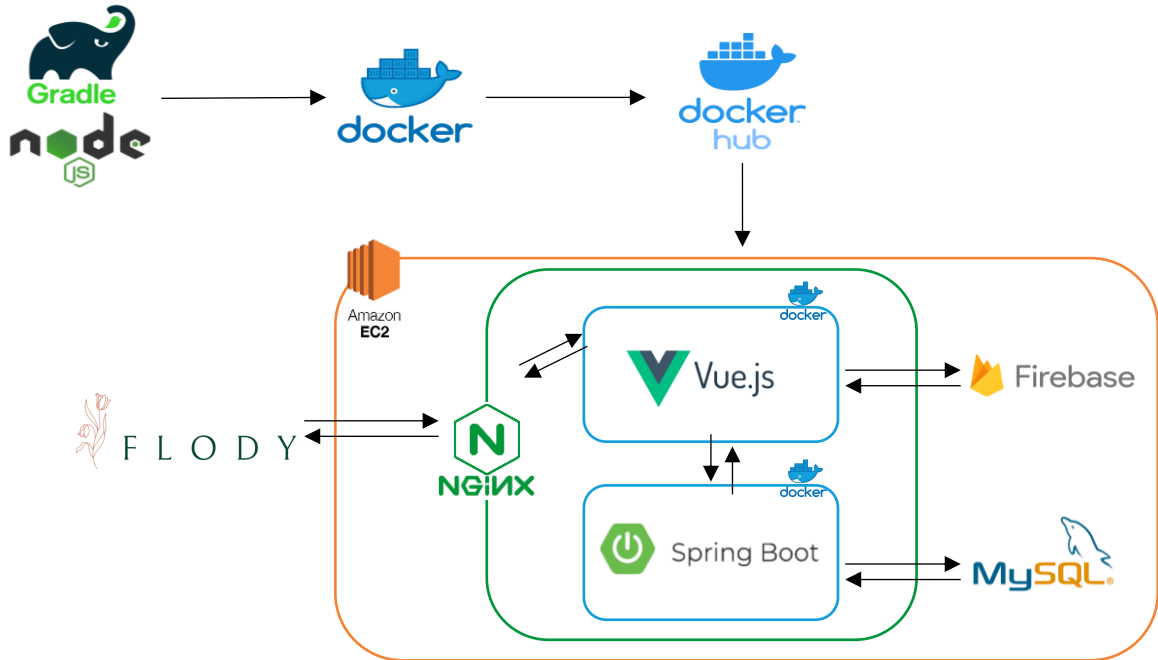 Gradle
node
JS
docker
docker
hub
Amazon
EC2
docker
Vue.js
Firebase
FLODY
N
NGiNX
docker
Spring Boot
MySQL®